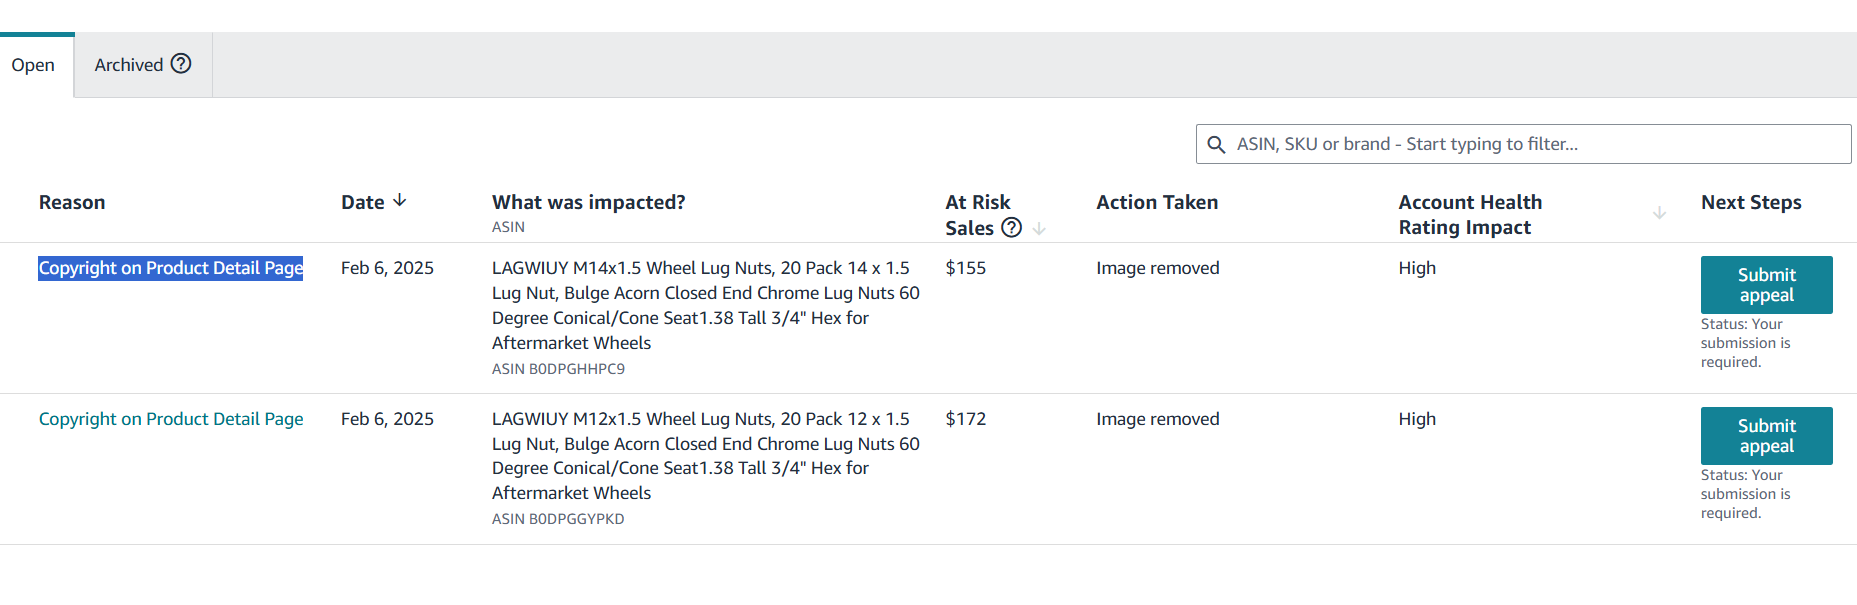 Open
Archived
ASIN, SKU or brand - Start typing to filter...
Reason
Date
What was impacted?
ASIN
At Risk
Sales
Action Taken
Account Health
Rating Impact
Next Steps
Copyright on Product Detail Page
Feb 6, 2025
LAGWIUY M14x1.5 Wheel Lug Nuts, 20 Pack 14 x 1.5
Lug Nut, Bulge Acorn Closed End Chrome Lug Nuts 60
Degree Conical/Cone Seat1.38 Tall 3/4" Hex for
Aftermarket Wheels
ASIN B0DPGHHPC9
$155
Image removed
High
Submit
appeal
Status: Your
submission is
required.
Copyright on Product Detail Page
Feb 6, 2025
LAGWIUY M12x1.5 Wheel Lug Nuts, 20 Pack 12 x 1.5
Lug Nut, Bulge Acorn Closed End Chrome Lug Nuts 60
Degree Conical/Cone Seat1.38 Tall 3/4" Hex for
Aftermarket Wheels
ASIN B0DPGGYPKD
$172
Image removed
High
Submit
appeal
Status: Your
submission is
required.